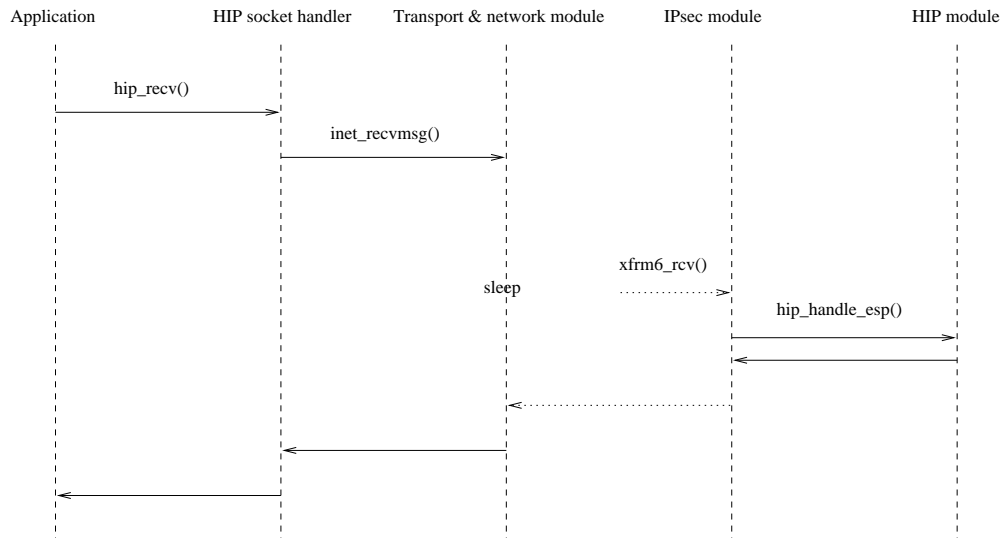 Application
HIP socket handler
Transport & network module
IPsec module
HIP module
hip_recv()
inet_recvmsg()
xfrm6_rcv()
sleep
hip_handle_esp()